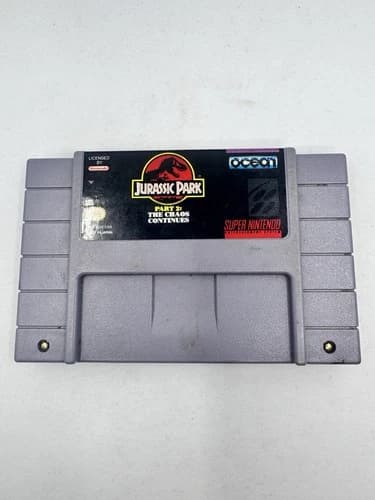 LICENSED
BY
Nintendo
JURASSIC PARK
PART 2:
THE CHAOS
CONTINUES
ocean
SUPER NINTENDO